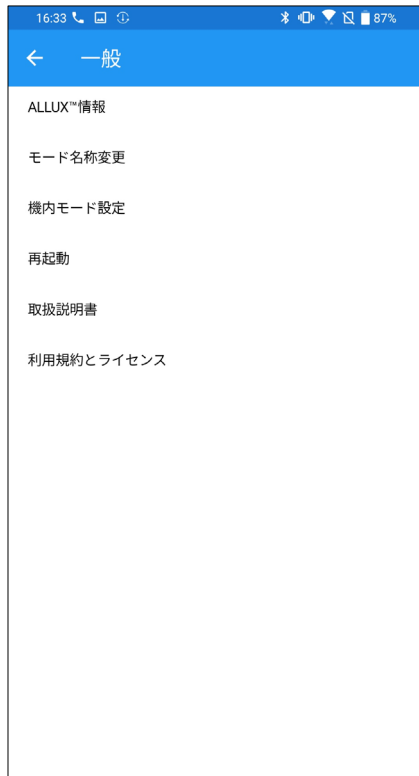 16:33 87%
一般
ALLUX™情報
モード名称変更
機内モード設定
再起動
取扱説明書
利用規約とライセンス